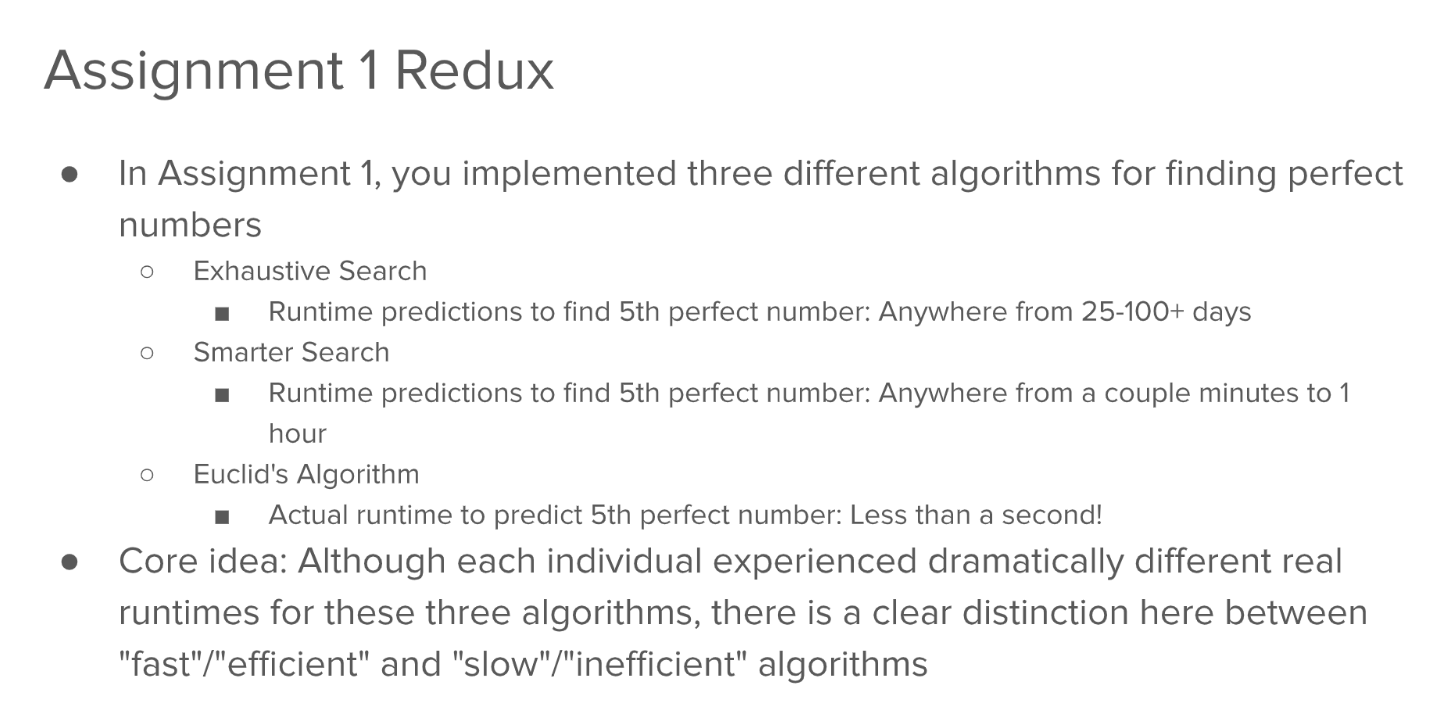 Assignment 1 Redux
● In Assignment 1, you implemented three different algorithms for finding perfect
numbers
○ Exhaustive Search
■ Runtime predictions to find 5th perfect number: Anywhere from 25-100+ days
○ Smarter Search
■ Runtime predictions to find 5th perfect number: Anywhere from a couple minutes to 1
hour
○ Euclid's Algorithm
■ Actual runtime to predict 5th perfect number: Less than a second!
● Core idea: Although each individual experienced dramatically different real
runtimes for these three algorithms, there is a clear distinction here between
"fast"/"efficient" and "slow"/"inefficient" algorithms